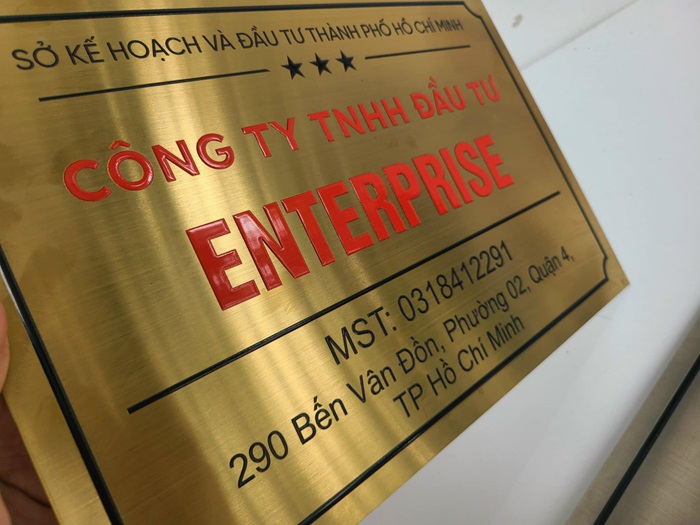 SỞ KẾ HOẠCH VÀ ĐẦU TƯ THÀNH PHỐ HỒ CHÍ MINH
CÔNG TY TNHH ĐẦU TƯ
ENTERPRISE
MST: 0318412291
290 Bến Vân Đồn, Phường 02, Quận 4,
TP Hồ Chí Minh